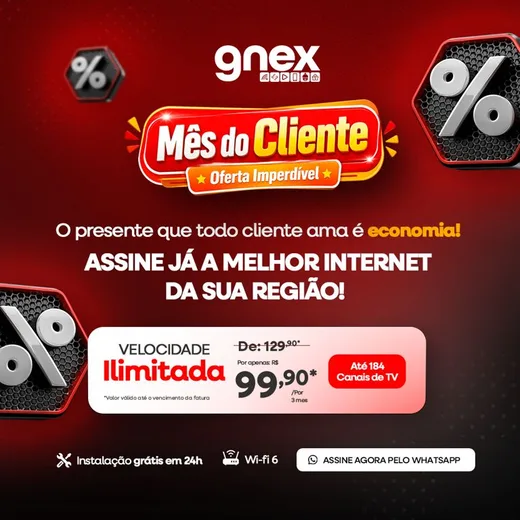 gnex
Mês do Cliente
Oferta Imperdível
O presente que todo cliente ama é economia!
ASSINE JÁ A MELHOR INTERNET
DA SUA REGIÃO!
VELOCIDADE
Ilimitada
*Valor válido até o vencimento da fatura
De: 129,90*
Por apenas: R$
99,90*
/Por
3 mes
Até 184
Canais de TV
Instalação grátis em 24h
Wi-fi 6
ASSINE AGORA PELO WHATSAPP
%
%
%